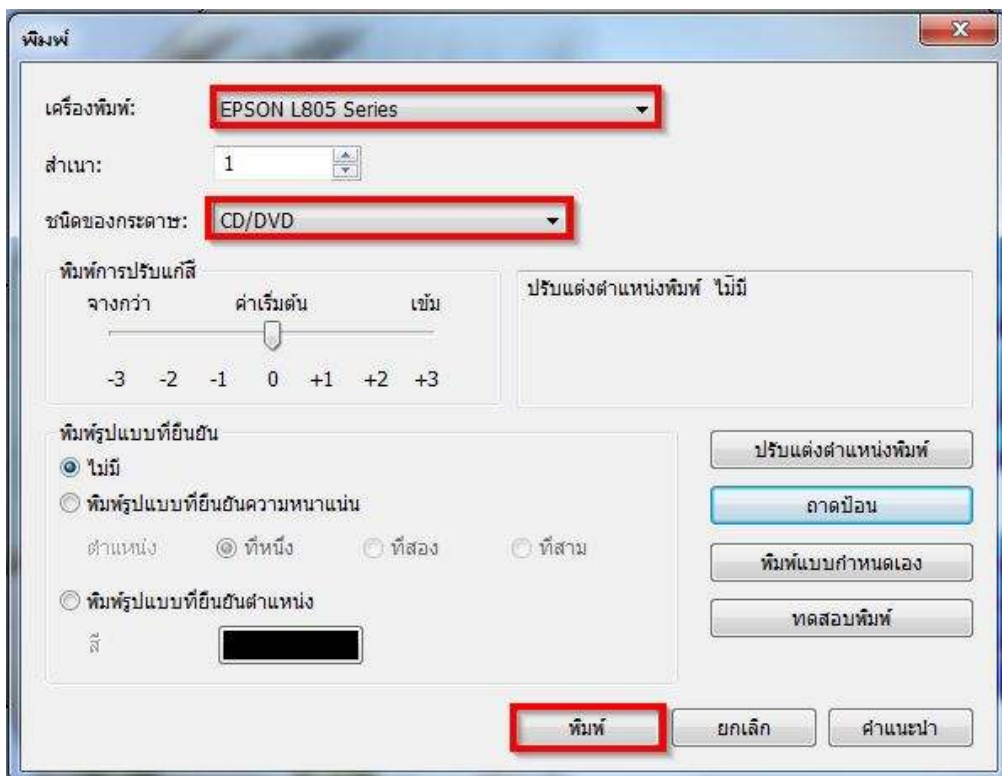 พิมพ์
เครื่องพิมพ์: EPSON L805 Series
สำเนา: 1
ชนิดของกระดาษ: CD/DVD
พิมพ์การปรับแก้สี
จางกว่า ค่าเริ่มต้น เข้ม
-3 -2 -1 0 +1 +2 +3
ปรับแต่งตำแหน่งพิมพ์ ไม่มี
พิมพ์รูปแบบที่ยืนยัน
ไม่มี
พิมพ์รูปแบบที่ยืนยันความหนาแน่น
ตำแหน่ง ที่หนึ่ง ที่สอง ที่สาม
พิมพ์รูปแบบที่ยืนยันตำแหน่ง
สี
ปรับแต่งตำแหน่งพิมพ์
ถาดป้อน
พิมพ์แบบกำหนดเอง
ทดสอบพิมพ์
พิมพ์ ยกเลิก คำแนะนำ